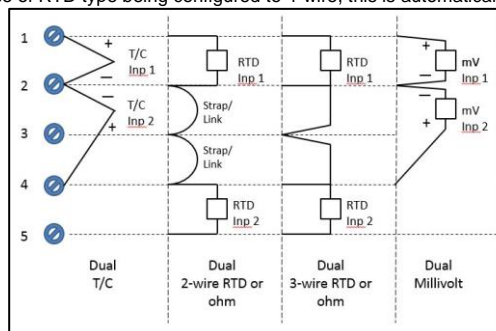 e of RTD type being configured to 4 wire, this is automatical
1
2
3
4
5
+
T/C
Inp 1
−
−
T/C
Inp 2
+
RTD
Inp 1
Strap/
Link
Strap/
Link
RTD
Inp 2
RTD
Inp 1
RTD
Inp 2
+
mV
Inp 1
−
−
mV
Inp 2
+
Dual
T/C
Dual
2-wire RTD or
ohm
Dual
3-wire RTD or
ohm
Dual
Millivolt